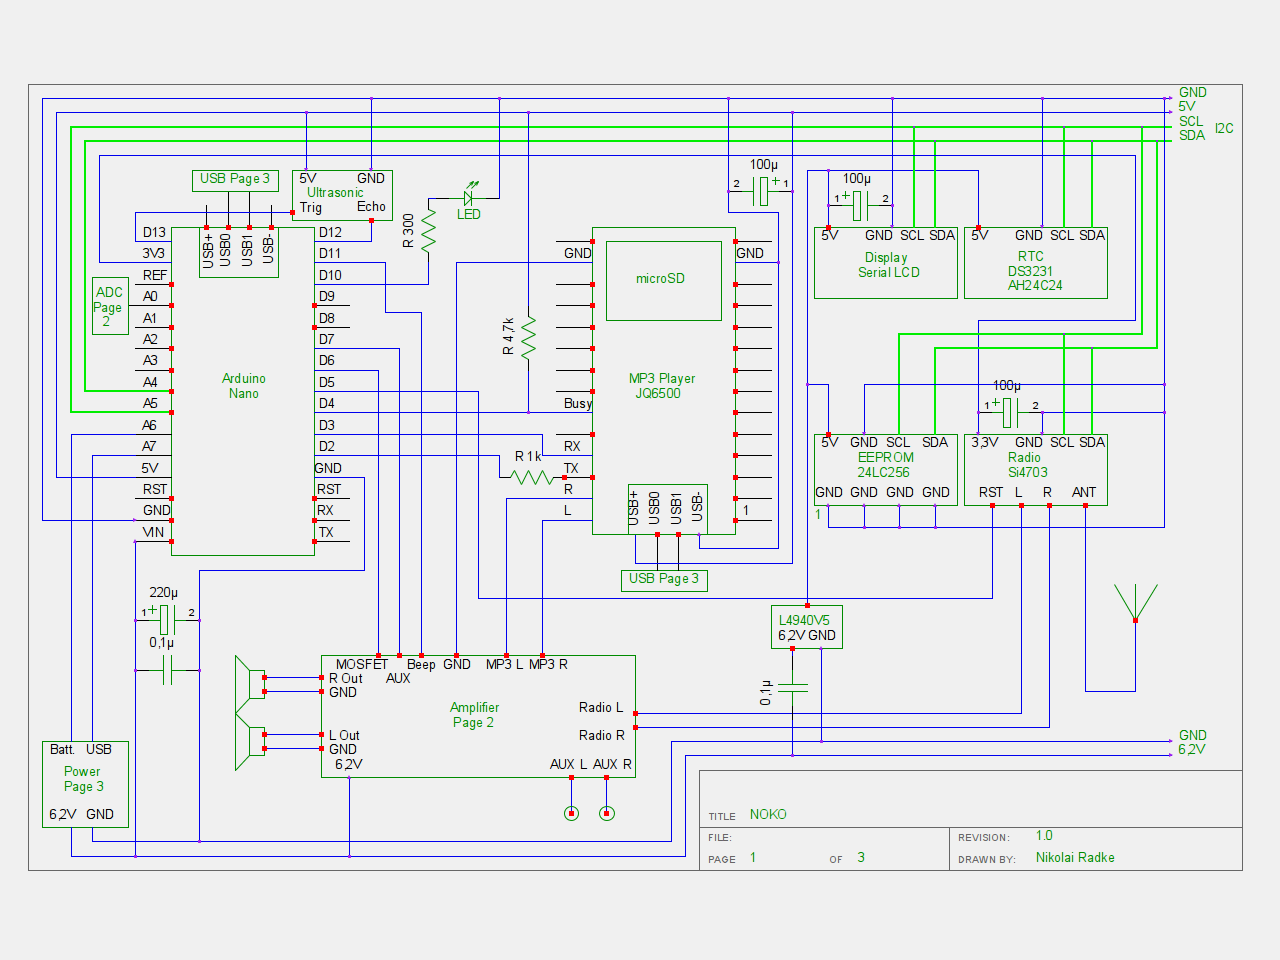 GND
5V
SCL
SDA
I2C
USB Page 3
5V GND
Ultrasonic
Trig
Echo
LED
R 300
100µ
2 + 1
100µ
1 + 2
D13
3V3
REF
A0
A1
A2
A3
A4
A5
A6
A7
5V
RST
GND
VIN
USB+
USB0
USB1
USB-
D12
D11
D10
D9
D8
D7
D6
D5
D4
D3
D2
GND
RST
RX
TX
Arduino
Nano
ADC
Page
2
R 4,7k
R 1k
GND
Busy
RX
TX
R
L
microSD
MP3 Player
JQ6500
GND
1
USB+
USB0
USB1
USB-
USB Page 3
5V GND SCL SDA
Display
Serial LCD
5V GND SCL SDA
RTC
DS3231
AH24C24
100µ
1 + 2
5V GND SCL SDA
EEPROM
24LC256
GND GND GND GND
1
3,3V GND SCL SDA
Radio
Si4703
RST L R ANT
220µ
1 + 2
0,1µ
L4940V5
6,2V GND
0,1µ
MOSFET
AUX
Beep
GND
MP3 L
MP3 R
R Out
GND
L Out
GND
6,2V
Amplifier
Page 2
Radio L
Radio R
AUX L
AUX R
Batt. USB
Power
Page 3
6,2V GND
GND
6,2V
TITLE NOKO
FILE:
REVISION: 1.0
PAGE 1 OF 3
DRAWN BY: Nikolai Radke